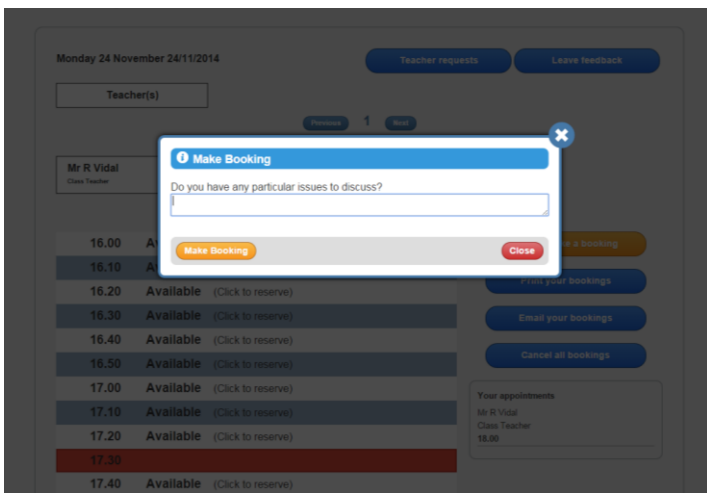 Monday 24 November 24/11/2014
Teacher requests
Leave feedback
Teacher(s)
Previous 1 Next
Mr R Vidal
Class Teacher
Make Booking
Do you have any particular issues to discuss?
Make Booking
Close
16.00
16.10
16.20 Available (Click to reserve)
16.30 Available (Click to reserve)
16.40 Available (Click to reserve)
16.50 Available (Click to reserve)
17.00 Available (Click to reserve)
17.10 Available (Click to reserve)
17.20 Available (Click to reserve)
17.30
17.40 Available (Click to reserve)
a booking
Print your bookings
Email your bookings
Cancel all bookings
Your appointments
Mr R Vidal
Class Teacher
18.00